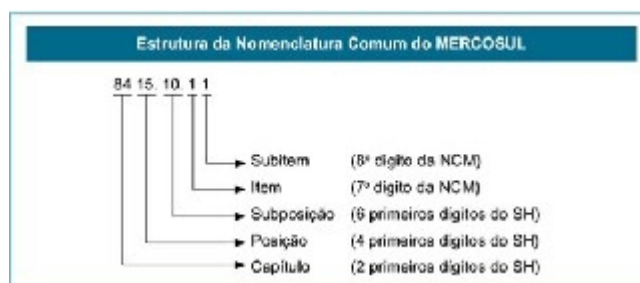 Estrutura da Nomenclatura Comum do MERCOSUL
84 15. 10. 1 1
Subitem (8º dígito da NCM)
Item (7º dígito da NCM)
Subposição (6 primeiros dígitos do SH)
Posição (4 primeiros dígitos do SH)
Capítulo (2 primeiros dígitos do SH)